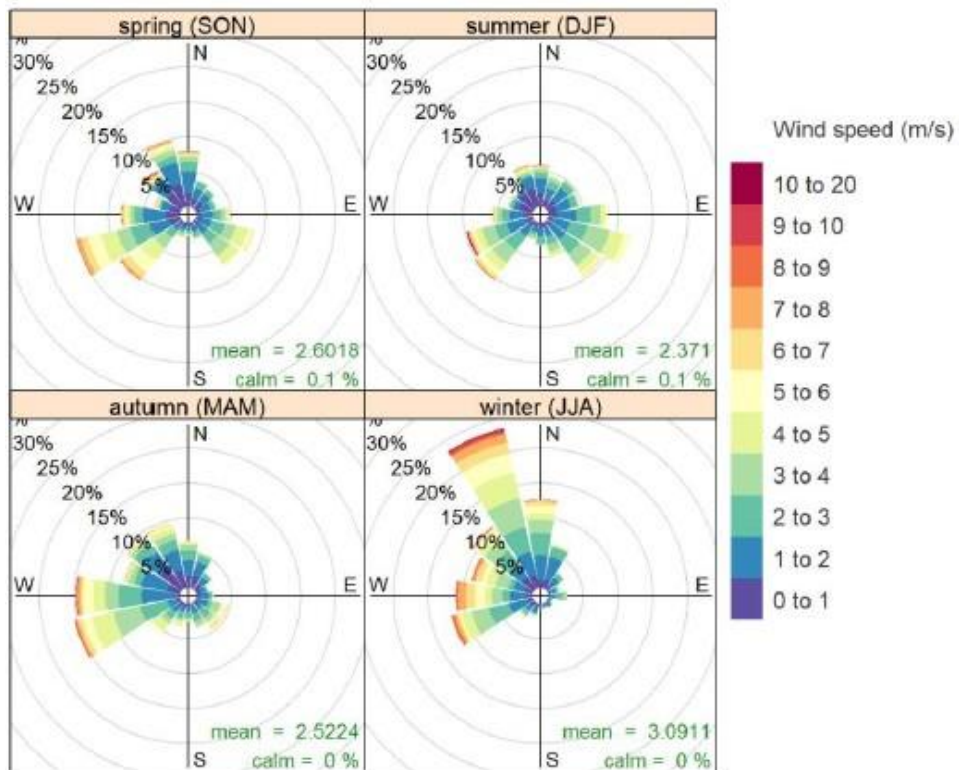 spring (SON)
N
%
30%
25%
20%
15%
10%
5%
W
E
mean = 2.6018
S
calm = 0.1 %
summer (DJF)
N
%
30%
25%
20%
15%
10%
5%
W
E
mean = 2.371
S
calm = 0.1 %
autumn (MAM)
N
%
30%
25%
20%
15%
10%
5%
W
E
mean = 2.5224
S
calm = 0 %
winter (JJA)
N
%
30%
25%
20%
15%
10%
5%
W
E
mean = 3.0911
S
calm = 0 %
Wind speed (m/s)
10 to 20
9 to 10
8 to 9
7 to 8
6 to 7
5 to 6
4 to 5
3 to 4
2 to 3
1 to 2
0 to 1